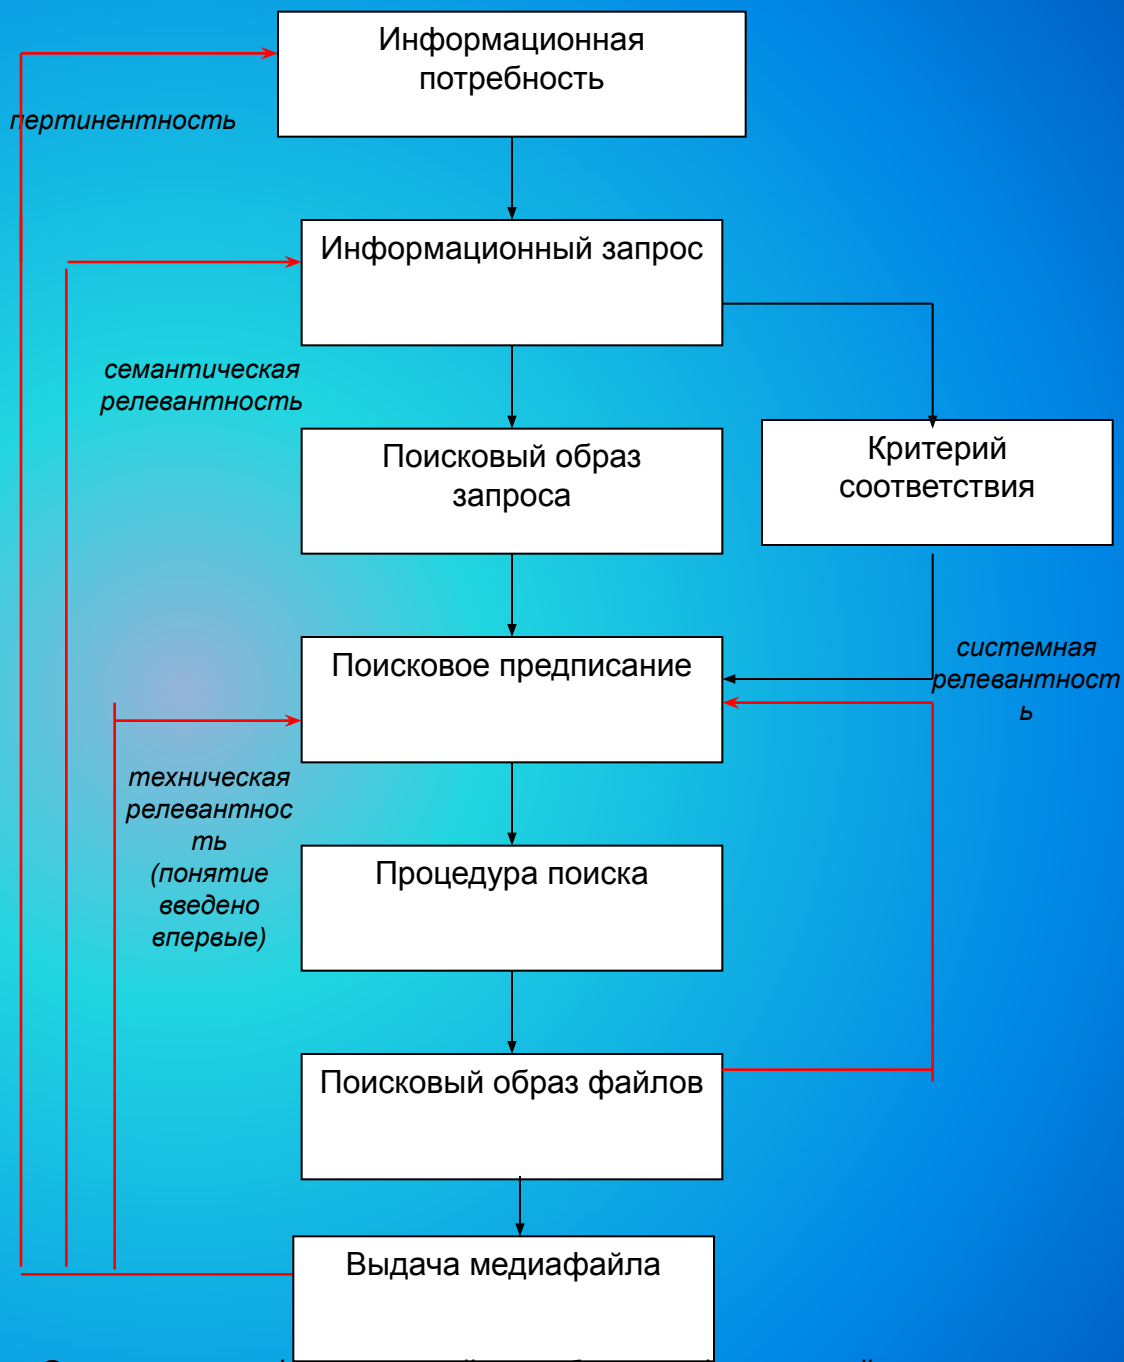 Информационная
потребность
пертинентность
Информационный запрос
семантическая
релевантность
Поисковый образ
запроса
Критерий
соответствия
Поисковое предписание
системная
релевантност
ь
техническая
релевантнос
ть
(понятие
введено
впервые)
Процедура поиска
Поисковый образ файлов
Выдача медиафайла